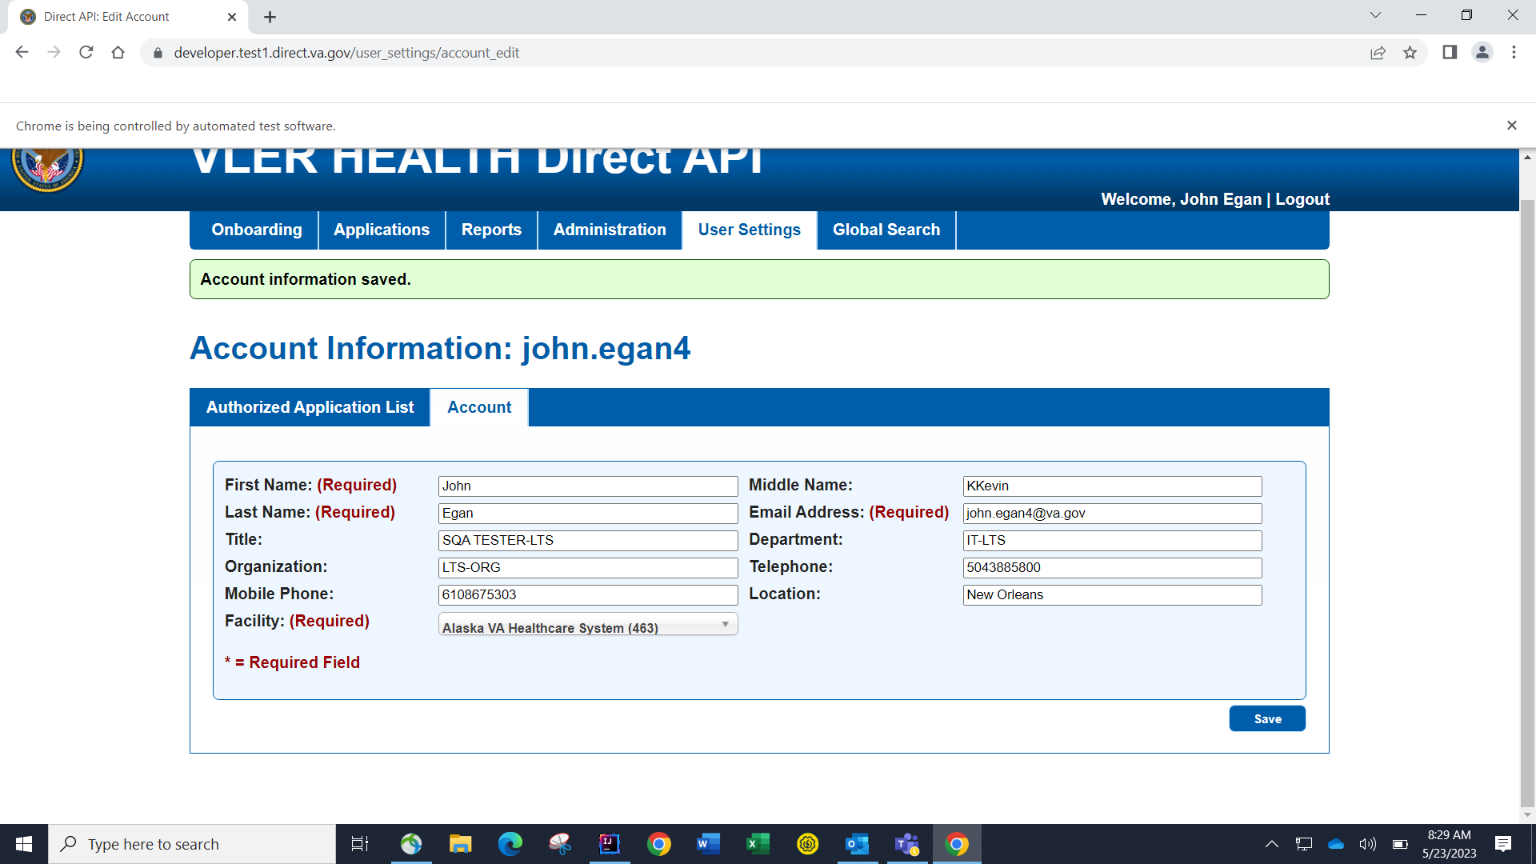 Direct API: Edit Account
developer.test1.direct.va.gov/user_settings/account_edit
Chrome is being controlled by automated test software.
VLER HEALTH Direct API
Welcome, John Egan | Logout
Onboarding Applications Reports Administration User Settings Global Search
Account information saved.
Account Information: john.egan4
Authorized Application List Account
First Name: (Required) John Middle Name: KKevin
Last Name: (Required) Egan Email Address: (Required) john.egan4@va.gov
Title: SQA TESTER-LTS Department: IT-LTS
Organization: LTS-ORG Telephone: 5043885800
Mobile Phone: 6108675303 Location: New Orleans
Facility: (Required) Alaska VA Healthcare System (463)
* = Required Field
Save
Type here to search
8:29 AM
5/23/2023